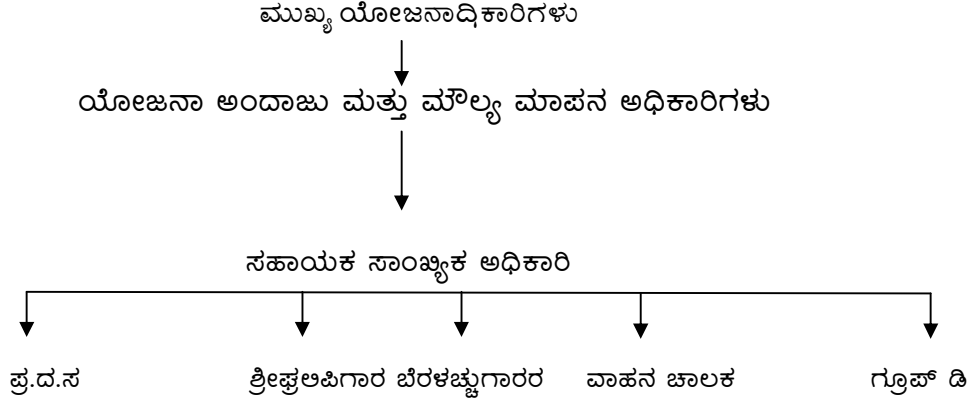 ಮುಖ್ಯ ಯೋಜನಾಧಿಕಾರಿಗಳು
ಯೋಜನಾ ಅಂದಾಜು ಮತ್ತು ಮೌಲ್ಯ ಮಾಪನ ಅಧಿಕಾರಿಗಳು
ಸಹಾಯಕ ಸಾಂಖ್ಯಿಕ ಅಧಿಕಾರಿ
ಪ್ರ.ದ.ಸ ಶ್ರೀಘ್ರಲಿಪಿಗಾರ ಬೆರಳಚ್ಚುಗಾರರ ವಾಹನ ಚಾಲಕ ಗ್ರೂಪ್ ಡಿ